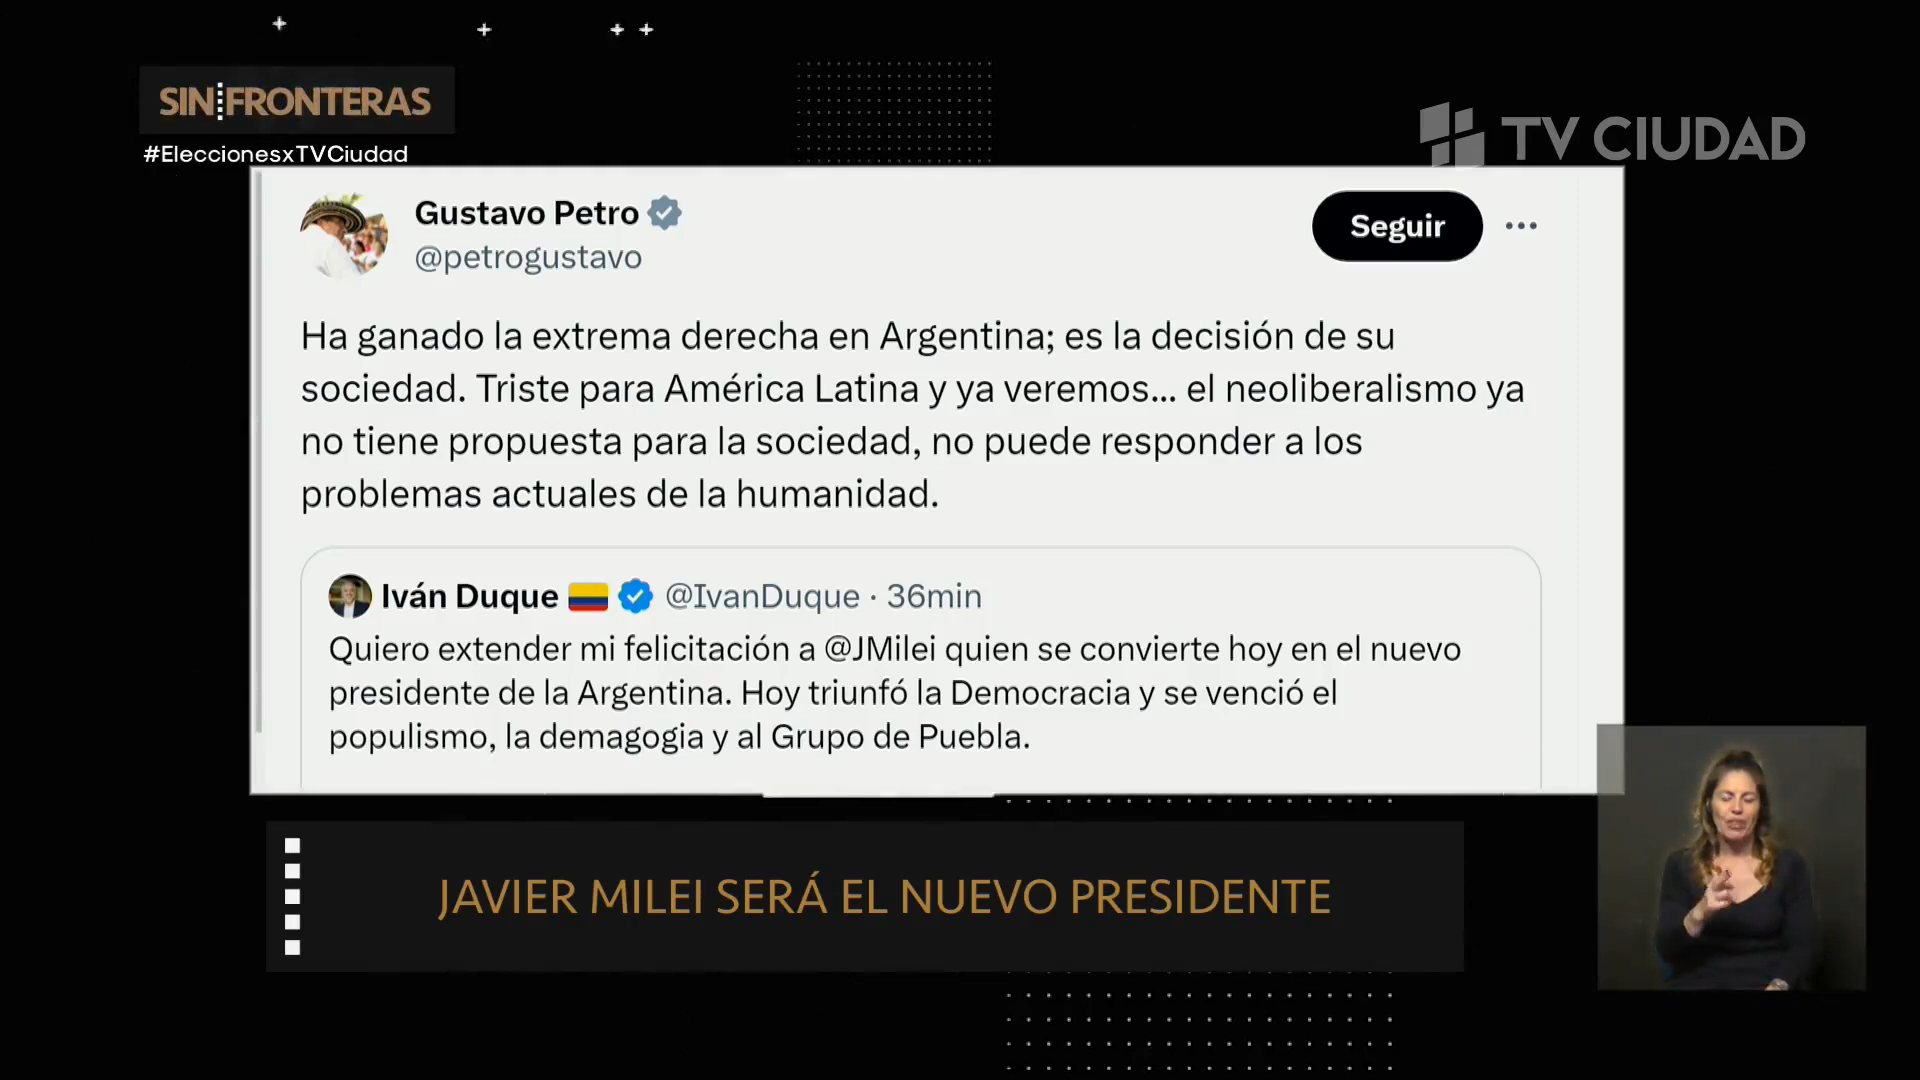 SIN FRONTERAS
#EleccionesxTVCiudad
TV CIUDAD
Gustavo Petro
@petrogustavo
Seguir
Ha ganado la extrema derecha en Argentina; es la decisión de su
sociedad. Triste para América Latina y ya veremos... el neoliberalismo ya
no tiene propuesta para la sociedad, no puede responder a los
problemas actuales de la humanidad.
Iván Duque @IvanDuque · 36min
Quiero extender mi felicitación a @JMilei quien se convierte hoy en el nuevo
presidente de la Argentina. Hoy triunfó la Democracia y se venció el
populismo, la demagogia y al Grupo de Puebla.
JAVIER MILEI SERÁ EL NUEVO PRESIDENTE